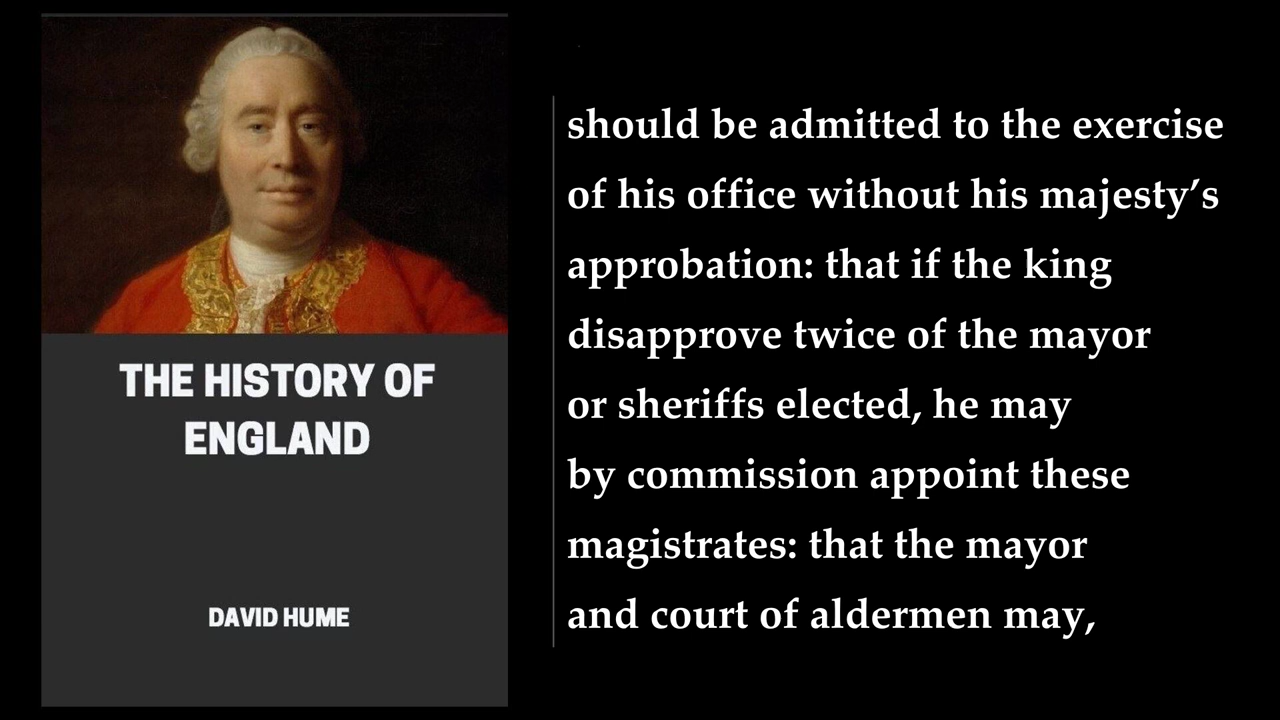 THE HISTORY OF
ENGLAND
DAVID HUME
should be admitted to the exercise
of his office without his majesty’s
approbation: that if the king
disapprove twice of the mayor
or sheriffs elected, he may
by commission appoint these
magistrates: that the mayor
and court of aldermen may,